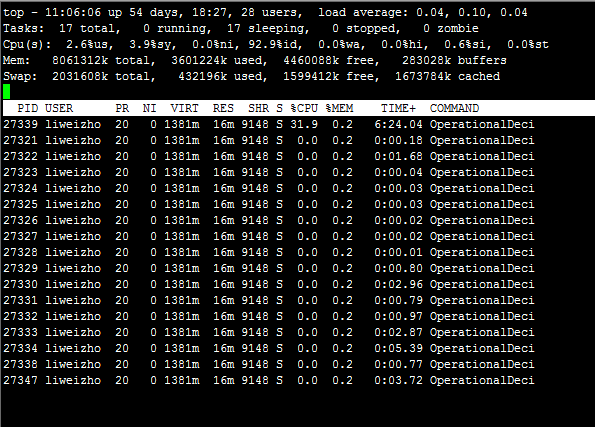 top - 11:06:06 up 54 days, 18:27, 28 users,  load average: 0.04, 0.10, 0.04
Tasks:  17 total,   0 running,  17 sleeping,   0 stopped,   0 zombie
Cpu(s):  2.6%us,  3.9%sy,  0.0%ni, 92.9%id,  0.0%wa,  0.0%hi,  0.6%si,  0.0%st
Mem:   8061312k total,  3601224k used,  4460088k free,   283028k buffers
Swap:  2031608k total,   432196k used,  1599412k free,  1673784k cached
PID USER      PR  NI  VIRT  RES  SHR S %CPU %MEM    TIME+  COMMAND
27339 liweizho  20   0 1381m  16m 9148 S 31.9  0.2   6:24.04 OperationalDeci
27321 liweizho  20   0 1381m  16m 9148 S  0.0  0.2   0:00.18 OperationalDeci
27322 liweizho  20   0 1381m  16m 9148 S  0.0  0.2   0:01.68 OperationalDeci
27323 liweizho  20   0 1381m  16m 9148 S  0.0  0.2   0:00.04 OperationalDeci
27324 liweizho  20   0 1381m  16m 9148 S  0.0  0.2   0:00.03 OperationalDeci
27325 liweizho  20   0 1381m  16m 9148 S  0.0  0.2   0:00.03 OperationalDeci
27326 liweizho  20   0 1381m  16m 9148 S  0.0  0.2   0:00.02 OperationalDeci
27327 liweizho  20   0 1381m  16m 9148 S  0.0  0.2   0:00.02 OperationalDeci
27328 liweizho  20   0 1381m  16m 9148 S  0.0  0.2   0:00.01 OperationalDeci
27329 liweizho  20   0 1381m  16m 9148 S  0.0  0.2   0:00.80 OperationalDeci
27330 liweizho  20   0 1381m  16m 9148 S  0.0  0.2   0:02.96 OperationalDeci
27331 liweizho  20   0 1381m  16m 9148 S  0.0  0.2   0:00.79 OperationalDeci
27332 liweizho  20   0 1381m  16m 9148 S  0.0  0.2   0:00.97 OperationalDeci
27333 liweizho  20   0 1381m  16m 9148 S  0.0  0.2   0:02.87 OperationalDeci
27334 liweizho  20   0 1381m  16m 9148 S  0.0  0.2   0:05.39 OperationalDeci
27338 liweizho  20   0 1381m  16m 9148 S  0.0  0.2   0:00.77 OperationalDeci
27347 liweizho  20   0 1381m  16m 9148 S  0.0  0.2   0:03.72 OperationalDeci